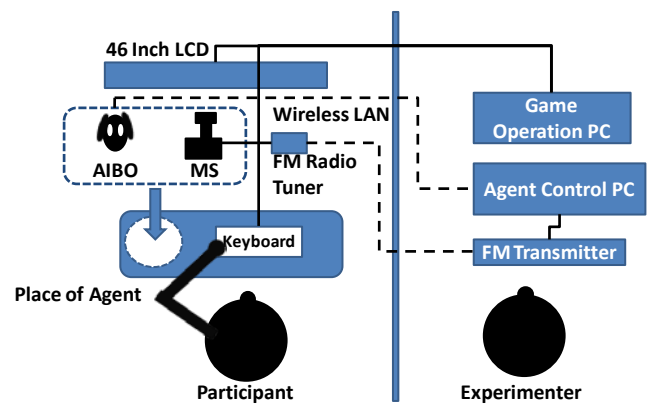 46 Inch LCD
Wireless LAN
Game
Operation PC
AIBO
MS
FM Radio
Tuner
Agent Control PC
Keyboard
FM Transmitter
Place of Agent
Participant
Experimenter